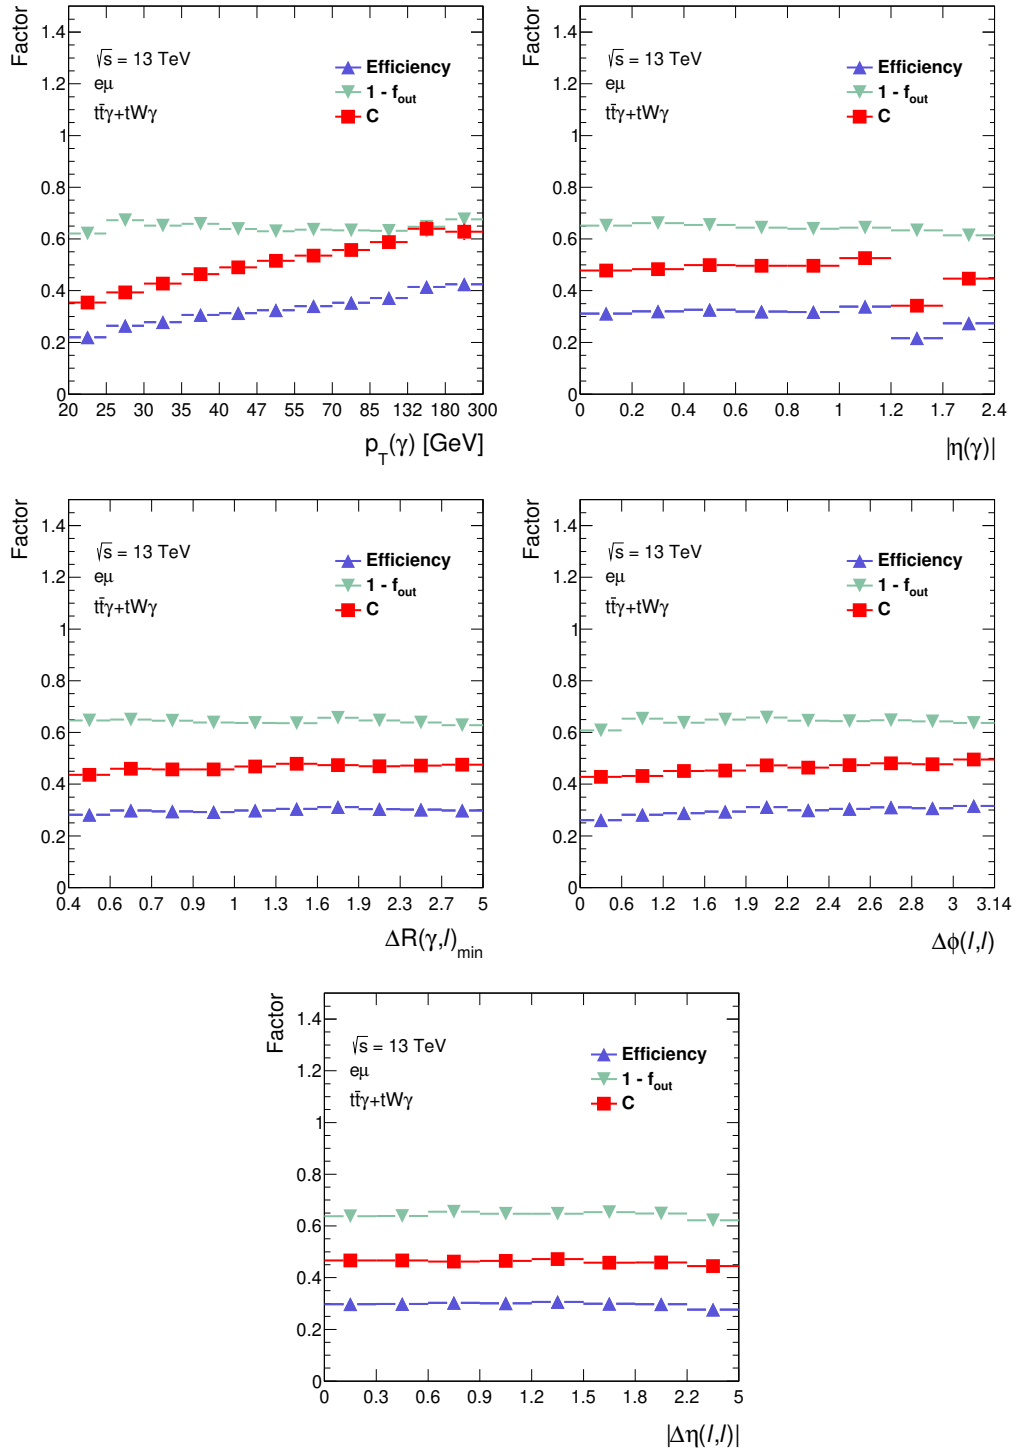 Factor
1.4
1.2
1
0.8
0.6
0.4
0.2
0
√s = 13 TeV
eμ
tt̄γ+tWγ
Efficiency
1 - f_out
C
20 25 30 35 40 47 55 70 85 132 180 300
p_T(γ) [GeV]
Factor
1.4
1.2
1
0.8
0.6
0.4
0.2
0
√s = 13 TeV
eμ
tt̄γ+tWγ
Efficiency
1 - f_out
C
0 0.2 0.4 0.6 0.8 1 1.2 1.7 2.4
|η(γ)|
Factor
1.4
1.2
1
0.8
0.6
0.4
0.2
0
√s = 13 TeV
eμ
tt̄γ+tWγ
Efficiency
1 - f_out
C
0.4 0.6 0.7 0.9 1 1.3 1.6 1.9 2.3 2.7 5
ΔR(γ,l)_min
Factor
1.4
1.2
1
0.8
0.6
0.4
0.2
0
√s = 13 TeV
eμ
tt̄γ+tWγ
Efficiency
1 - f_out
C
0 0.6 1.2 1.6 1.9 2.2 2.4 2.6 2.8 3 3.14
Δϕ(l,l)
Factor
1.4
1.2
1
0.8
0.6
0.4
0.2
0
√s = 13 TeV
eμ
tt̄γ+tWγ
Efficiency
1 - f_out
C
0 0.3 0.6 0.9 1.2 1.5 1.8 2.2 5
|Δη(l,l)|